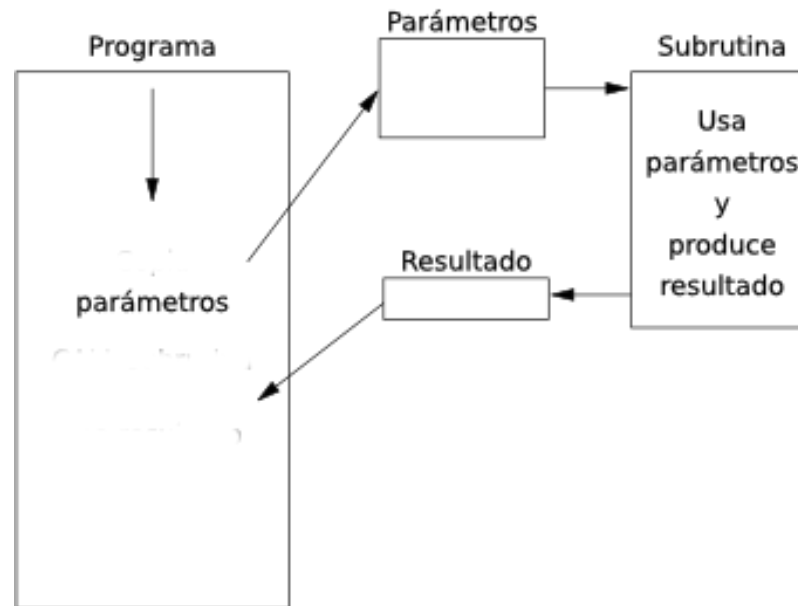 Programa
Parámetros
Subrutina
parámetros
Resultado
Usa
parámetros
y
produce
resultado